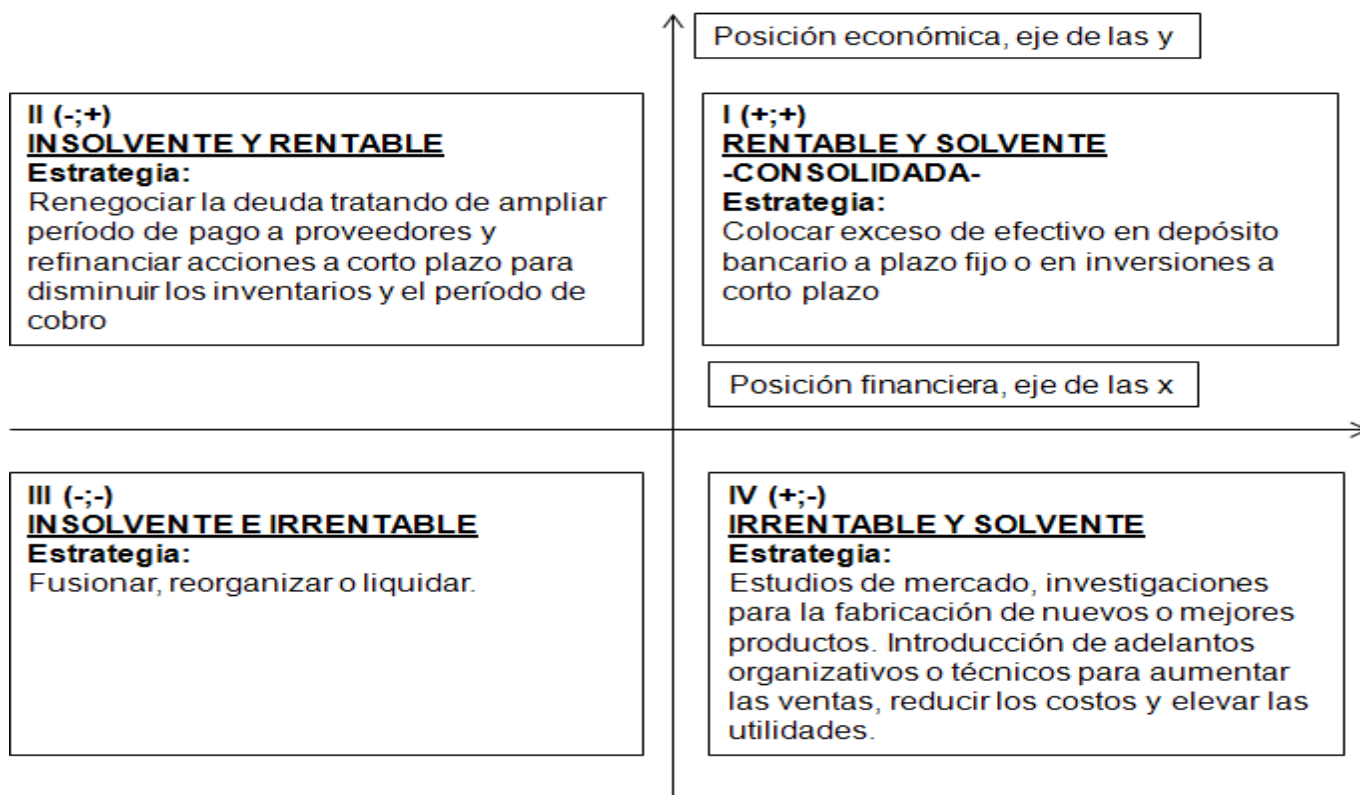 Posición económica, eje de las y
II (-;+)
INSOLVENTE Y RENTABLE
Estrategia:
Renegociar la deuda tratando de ampliar
período de pago a proveedores y
refinanciar acciones a corto plazo para
disminuir los inventarios y el período de
cobro
I (+;+)
RENTABLE Y SOLVENTE
-CONSOLIDADA-
Estrategia:
Colocar exceso de efectivo en depósito
bancario a plazo fijo o en inversiones a
corto plazo
Posición financiera, eje de las x
III (-;-)
INSOLVENTE E IRRENTABLE
Estrategia:
Fusionar, reorganizar o liquidar.
IV (+;-)
IRRENTABLE Y SOLVENTE
Estrategia:
Estudios de mercado, investigaciones
para la fabricación de nuevos o mejores
productos. Introducción de adelantos
organizativos o técnicos para aumentar
las ventas, reducir los costos y elevar las
utilidades.